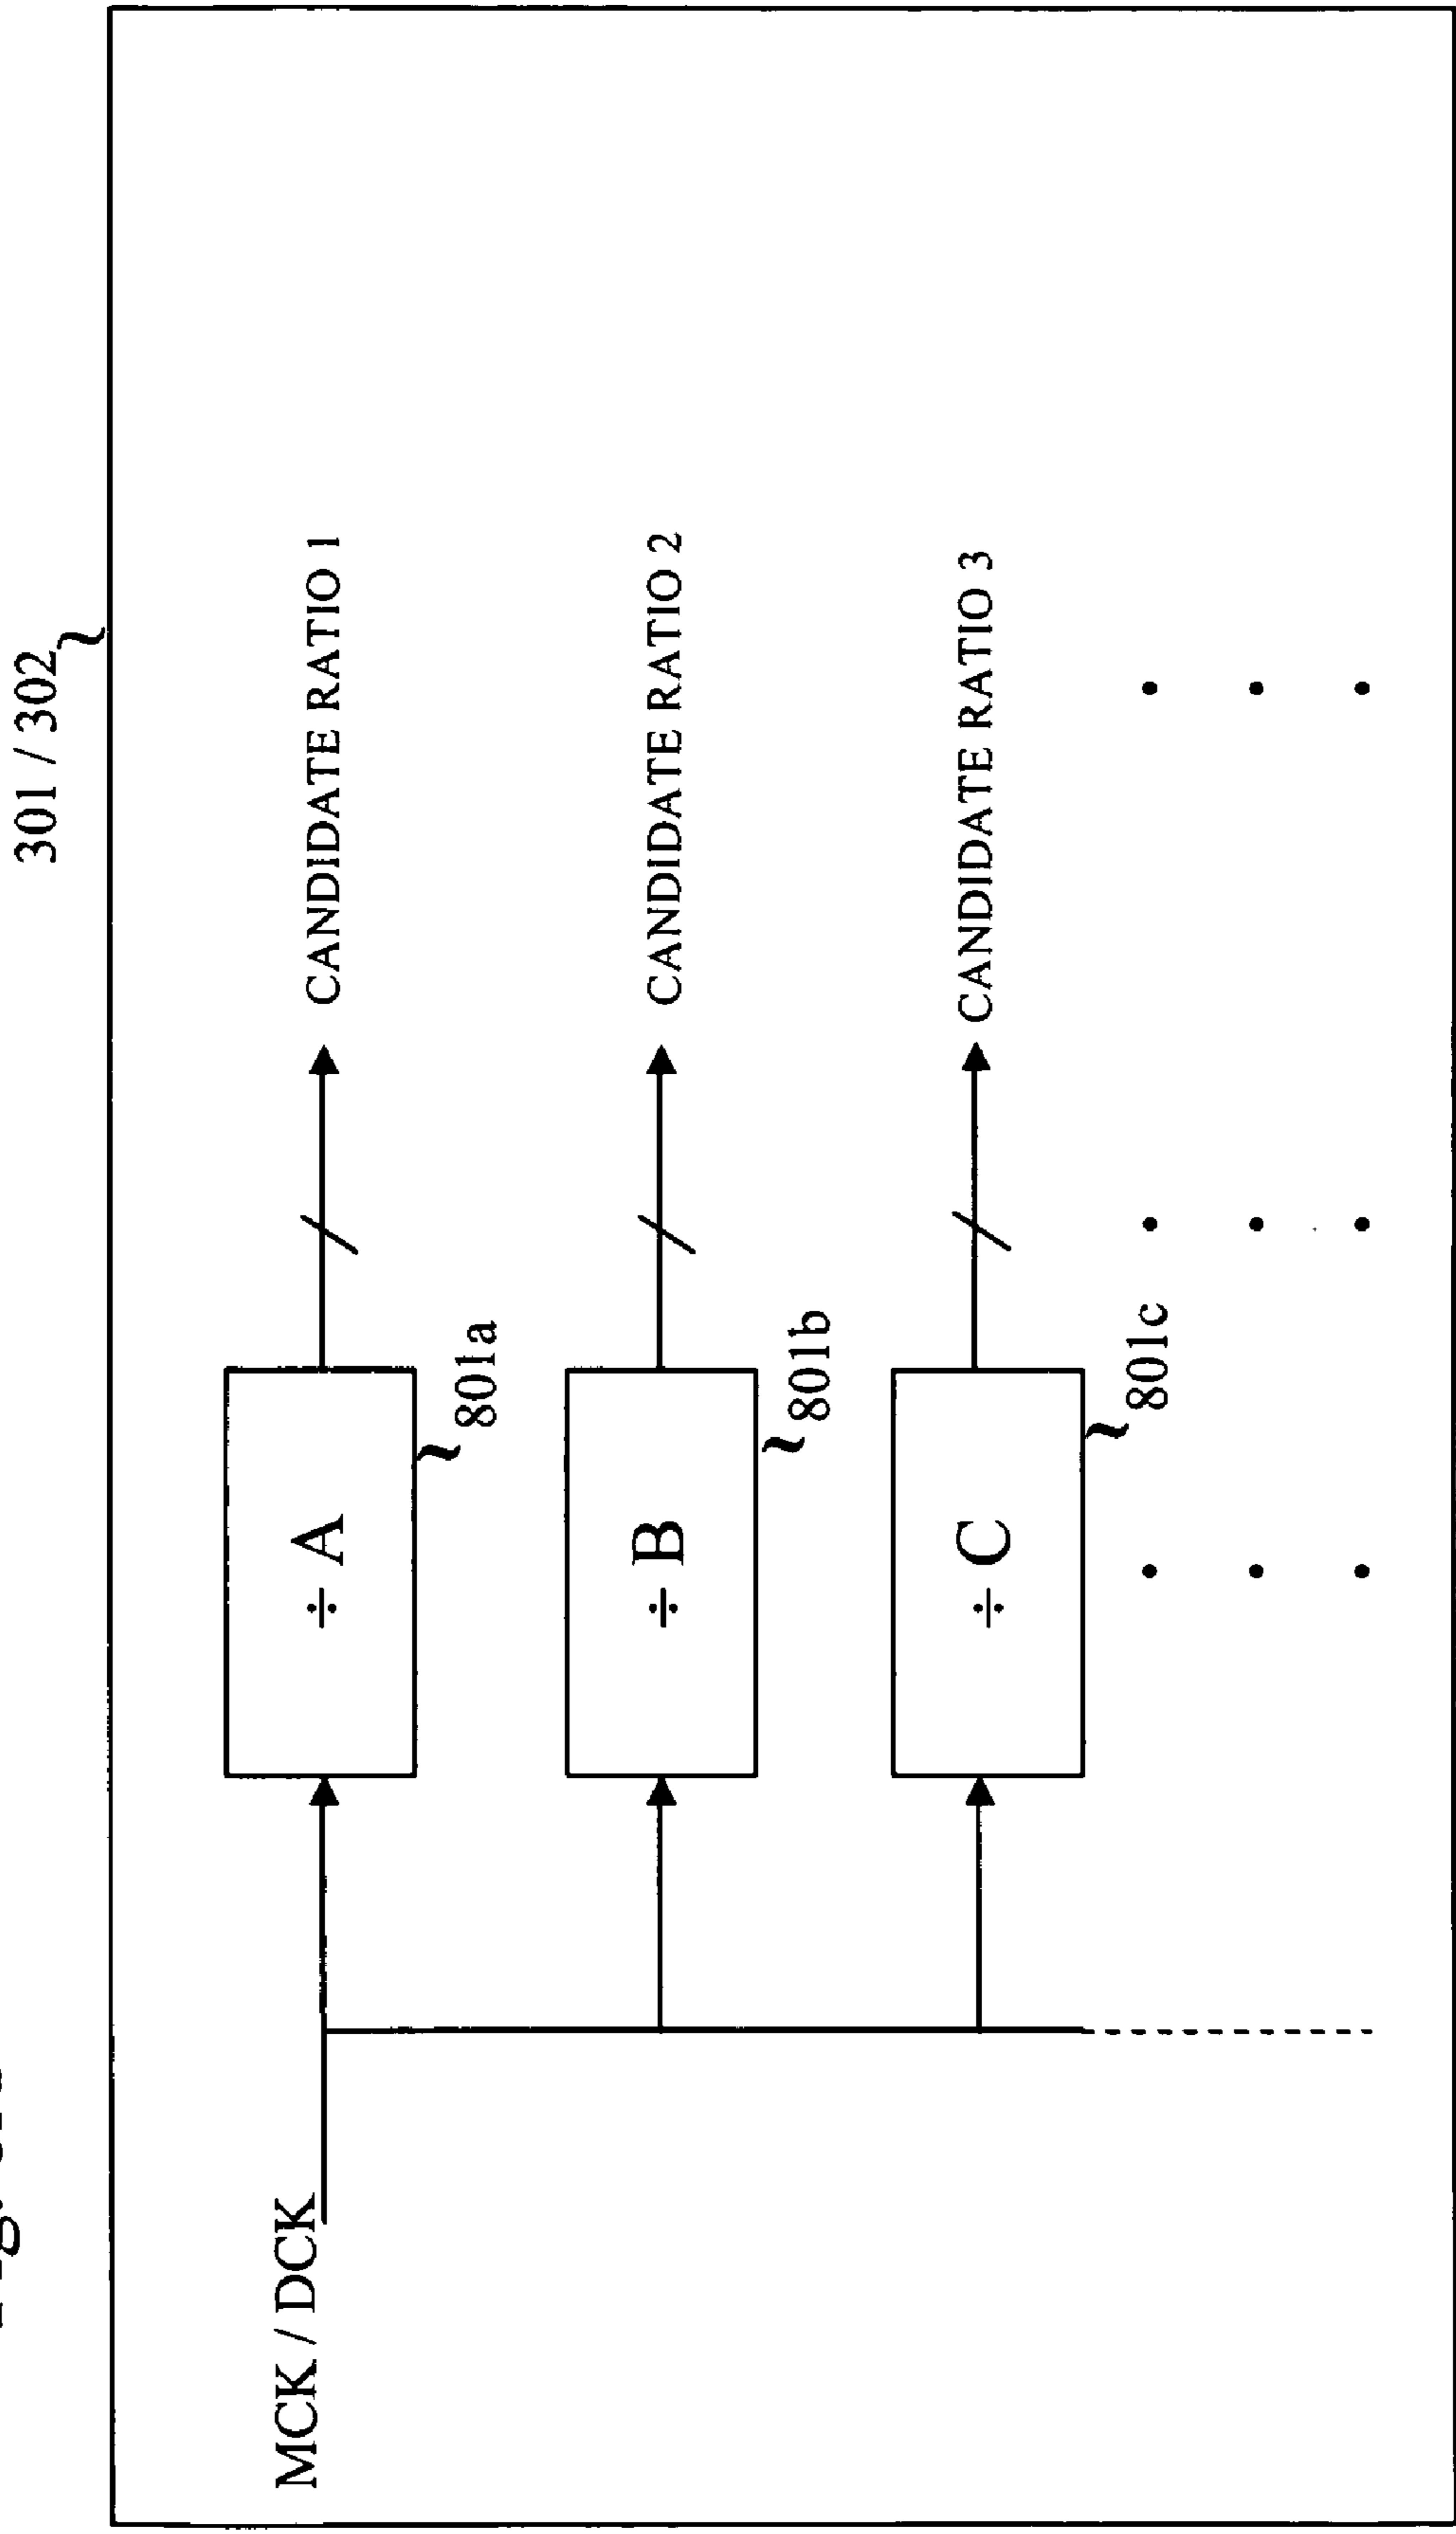 301 / 302
MCK / DCK
÷ A
801a
CANDIDATE RATIO 1
÷ B
801b
CANDIDATE RATIO 2
÷ C
801c
CANDIDATE RATIO 3